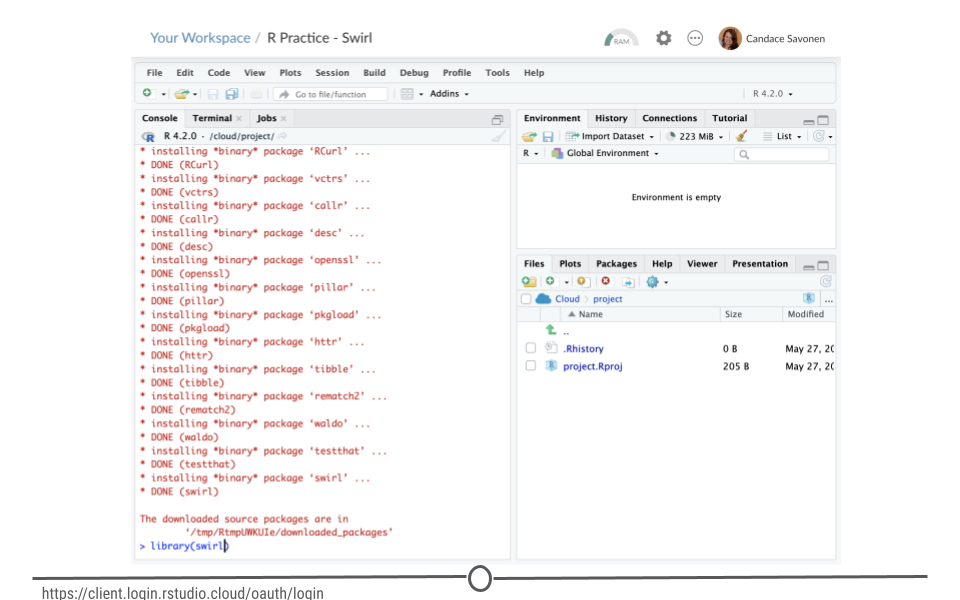 Your Workspace / R Practice - Swirl
RAM
Candace Savonen
File Edit Code View Plots Session Build Debug Profile Tools Help
Go to file/function Addins R 4.2.0
Console Terminal × Jobs ×
R 4.2.0 · /cloud/project/
* installing *binary* package ‘RCurl’ ...
* DONE (RCurl)
* installing *binary* package ‘vctrs’ ...
* DONE (vctrs)
* installing *binary* package ‘callr’ ...
* DONE (callr)
* installing *binary* package ‘desc’ ...
* DONE (desc)
* installing *binary* package ‘openssl’ ...
* DONE (openssl)
* installing *binary* package ‘pillar’ ...
* DONE (pillar)
* installing *binary* package ‘pkgload’ ...
* DONE (pkgload)
* installing *binary* package ‘httr’ ...
* DONE (httr)
* installing *binary* package ‘tibble’ ...
* DONE (tibble)
* installing *binary* package ‘rematch2’ ...
* DONE (rematch2)
* installing *binary* package ‘waldo’ ...
* DONE (waldo)
* installing *binary* package ‘testthat’ ...
* DONE (testthat)
* installing *binary* package ‘swirl’ ...
* DONE (swirl)
The downloaded source packages are in
‘/tmp/RtmpUWKUIe/downloaded_packages’
> library(swirl)
Environment History Connections Tutorial
Import Dataset 223 MiB List
R Global Environment
Environment is empty
Files Plots Packages Help Viewer Presentation
Cloud > project ...
Name Size Modified
..
.Rhistory 0 B May 27, 20
project.Rproj 205 B May 27, 20
https://client.login.rstudio.cloud/oauth/login